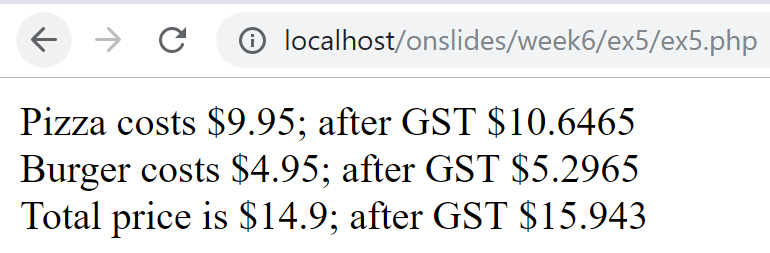 localhost/onslides/week6/ex5/ex5.php
Pizza costs $9.95; after GST $10.6465
Burger costs $4.95; after GST $5.2965
Total price is $14.9; after GST $15.943